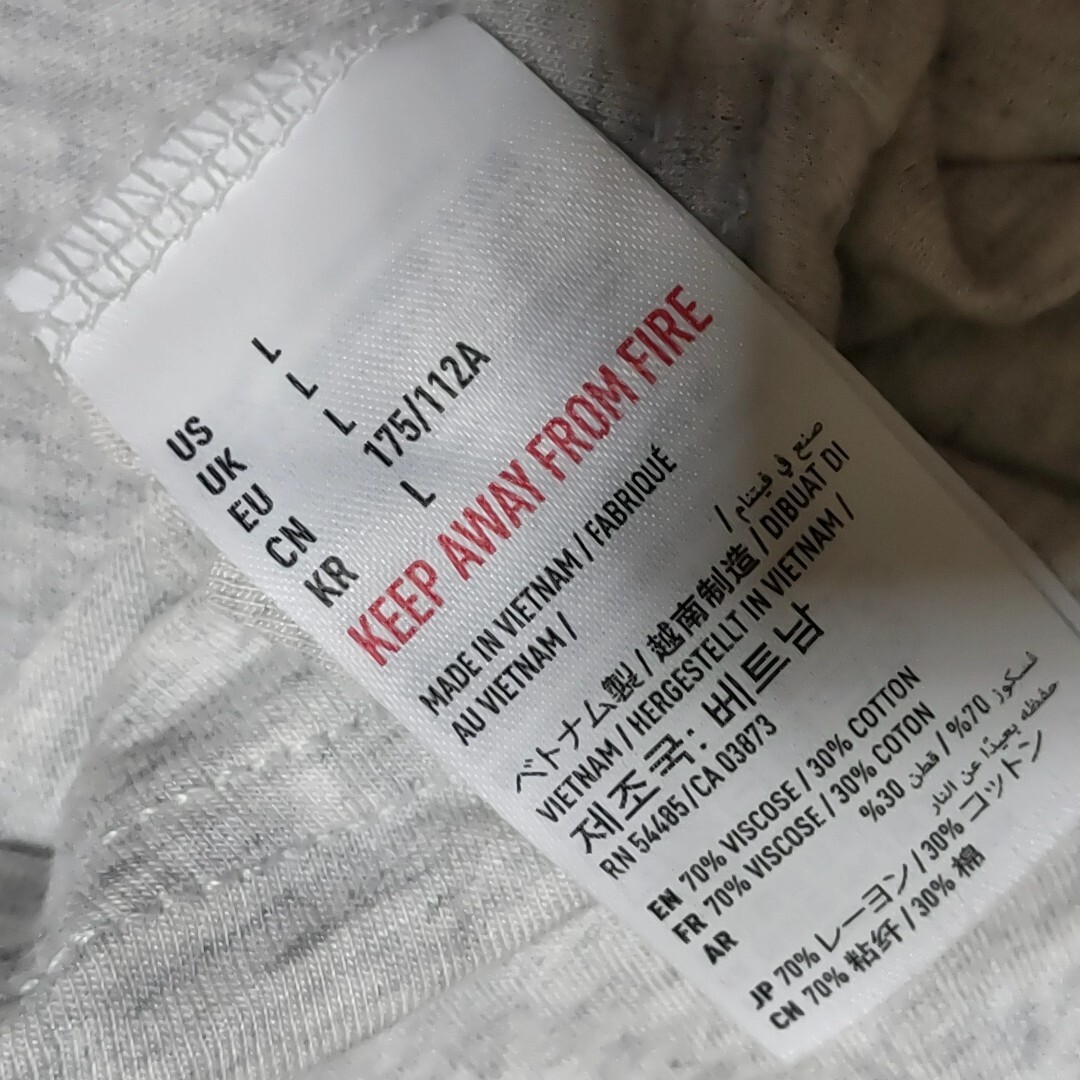 US L
UK L
EU L
CN 175/112A
KR L
KEEP AWAY FROM FIRE
MADE IN VIETNAM / FABRIQUÉ
AU VIETNAM /
صنع في فيتنام /
ベトナム製 / 越南制造 / DIBUAT DI
VIETNAM / HERGESTELLT IN VIETNAM /
제조국: 베트남
RN 54485 / CA 03873
EN 70% VISCOSE / 30% COTTON
FR 70% VISCOSE / 30% COTON
AR فسكوز 70% / قطن 30%
حفظه بعيدًا عن النار
JP 70% レーヨン / 30% コットン
CN 70% 粘纤 / 30% 棉